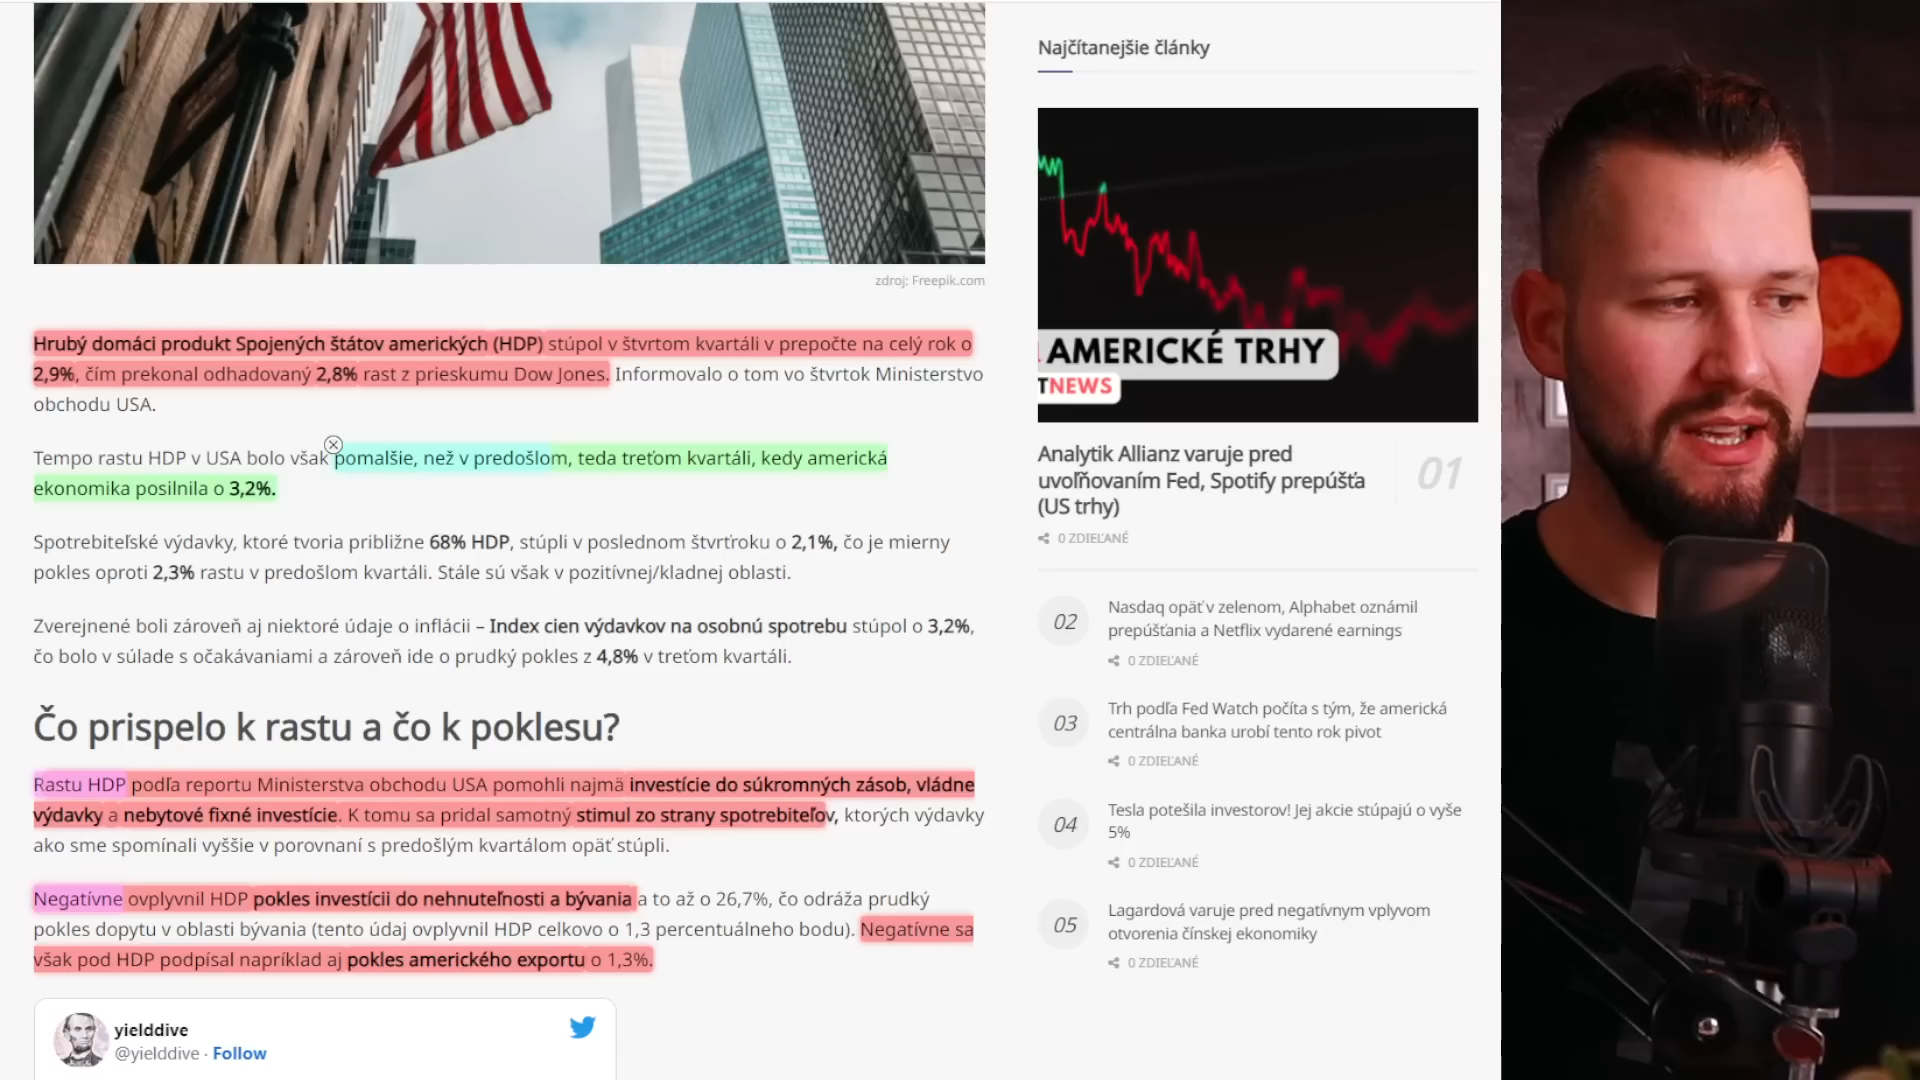 zdroj: Freepik.com
Hrubý domáci produkt Spojených štátov amerických (HDP) stúpol v štvrtom kvartáli v prepočte na celý rok o
2,9%, čím prekonal odhadovaný 2,8% rast z prieskumu Dow Jones. Informovalo o tom vo štvrtok Ministerstvo
obchodu USA.
Tempo rastu HDP v USA bolo však pomalšie, než v predošlom, teda treťom kvartáli, kedy americká
ekonomika posilnila o 3,2%.
Spotrebiteľské výdavky, ktoré tvoria približne 68% HDP, stúpli v poslednom štvrťroku o 2,1%, čo je mierny
pokles oproti 2,3% rastu v predošlom kvartáli. Stále sú však v pozitívnej/kladnej oblasti.
Zverejnené boli zároveň aj niektoré údaje o inflácii – Index cien výdavkov na osobnú spotrebu stúpol o 3,2%,
čo bolo v súlade s očakávaniami a zároveň ide o prudký pokles z 4,8% v treťom kvartáli.
Čo prispelo k rastu a čo k poklesu?
Rastu HDP podľa reportu Ministerstva obchodu USA pomohli najmä investície do súkromných zásob, vládne
výdavky a nebytové fixné investície. K tomu sa pridal samotný stimul zo strany spotrebiteľov, ktorých výdavky
ako sme spomínali vyššie v porovnaní s predošlým kvartálom opäť stúpli.
Negatívne ovplyvnil HDP pokles investícii do nehnuteľnosti a bývania a to až o 26,7%, čo odráža prudký
pokles dopytu v oblasti bývania (tento údaj ovplyvnil HDP celkovo o 1,3 percentuálneho bodu). Negatívne sa
však pod HDP podpísal napríklad aj pokles amerického exportu o 1,3%.
yielddive
@yielddive · Follow
Najčítanejšie články
AMERICKÉ TRHY
TNEWS
Analytik Allianz varuje pred
uvoľňovaním Fed, Spotify prepúšťa
(US trhy)
01
0 ZDIEĽANÉ
02
Nasdaq opäť v zelenom, Alphabet oznámil
prepúšťania a Netflix vydarené earnings
0 ZDIEĽANÉ
03
Trh podľa Fed Watch počíta s tým, že americká
centrálna banka urobí tento rok pivot
0 ZDIEĽANÉ
04
Tesla potešila investorov! Jej akcie stúpajú o vyše
5%
0 ZDIEĽANÉ
05
Lagardová varuje pred negatívnym vplyvom
otvorenia čínskej ekonomiky
0 ZDIEĽANÉ